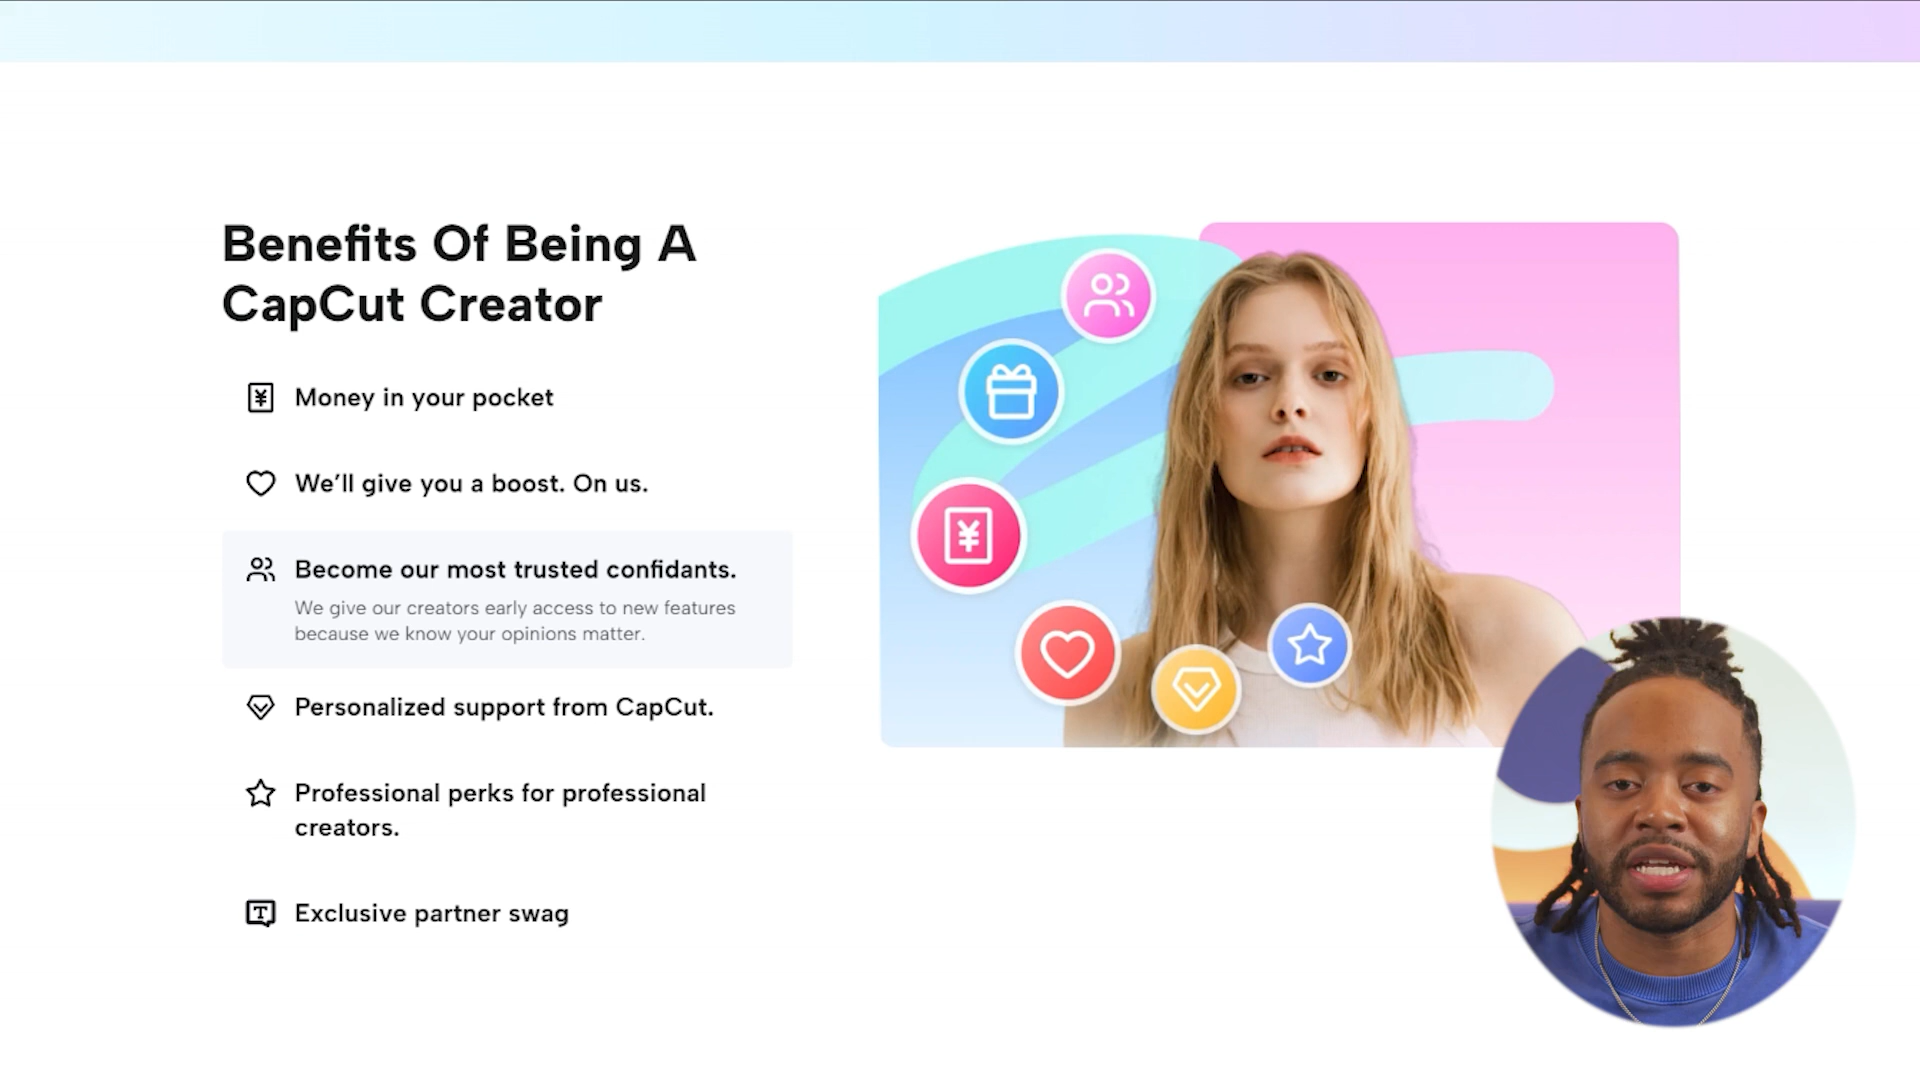 Benefits Of Being A
CapCut Creator
Money in your pocket
We'll give you a boost. On us.
Become our most trusted confidants.
We give our creators early access to new features
because we know your opinions matter.
Personalized support from CapCut.
Professional perks for professional
creators.
Exclusive partner swag